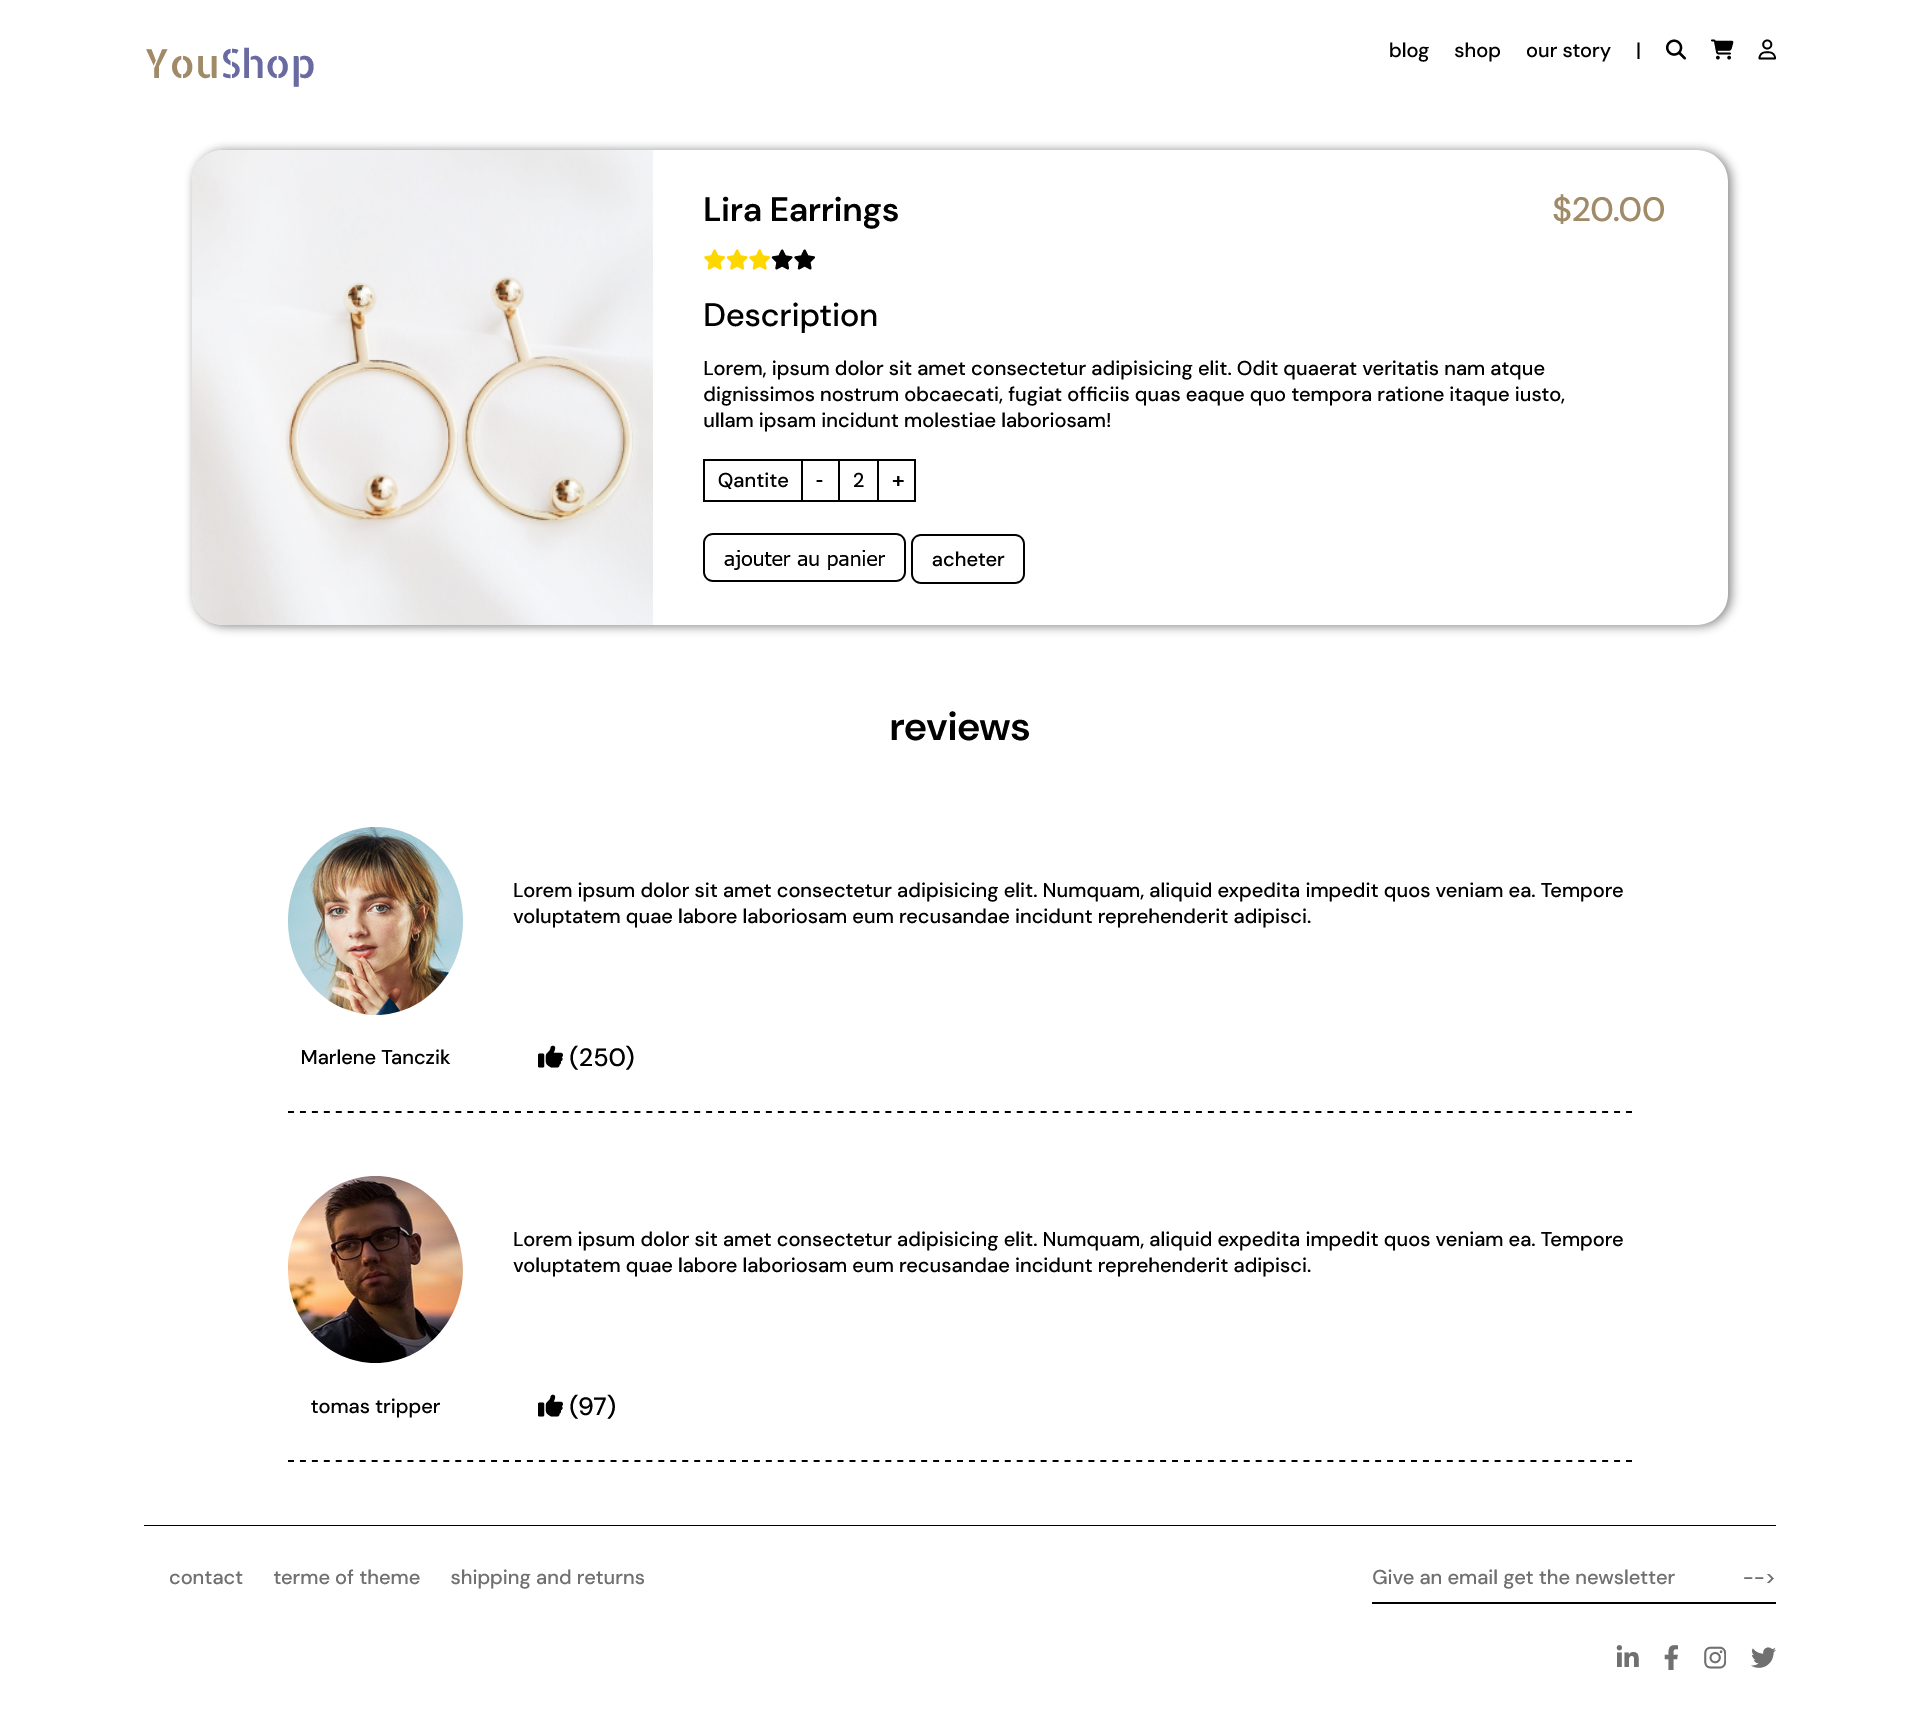 YouShop
blog shop our story |
Lira Earrings
$20.00
Description
Lorem, ipsum dolor sit amet consectetur adipisicing elit. Odit quaerat veritatis nam atque
dignissimos nostrum obcaecati, fugiat officiis quas eaque quo tempora ratione itaque iusto,
ullam ipsam incidunt molestiae laboriosam!
Qantite - 2 +
ajouter au panier acheter
reviews
Lorem ipsum dolor sit amet consectetur adipisicing elit. Numquam, aliquid expedita impedit quos veniam ea. Tempore
voluptatem quae labore laboriosam eum recusandae incidunt reprehenderit adipisci.
Marlene Tanczik
(250)
Lorem ipsum dolor sit amet consectetur adipisicing elit. Numquam, aliquid expedita impedit quos veniam ea. Tempore
voluptatem quae labore laboriosam eum recusandae incidunt reprehenderit adipisci.
tomas tripper
(97)
contact terme of theme shipping and returns
Give an email get the newsletter -->